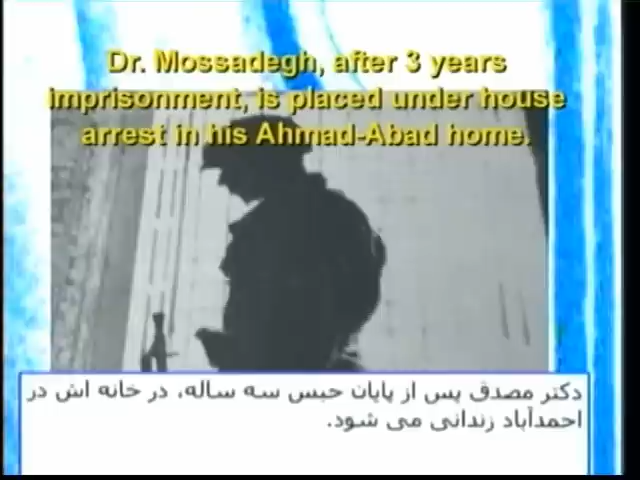 Dr. Mossadegh, after 3 years
imprisonment, is placed under house
arrest in his Ahmad-Abad home.
دکتر مصدق پس از پایان حبس سه ساله، در خانه اش در
احمدآباد زندانی می شود.